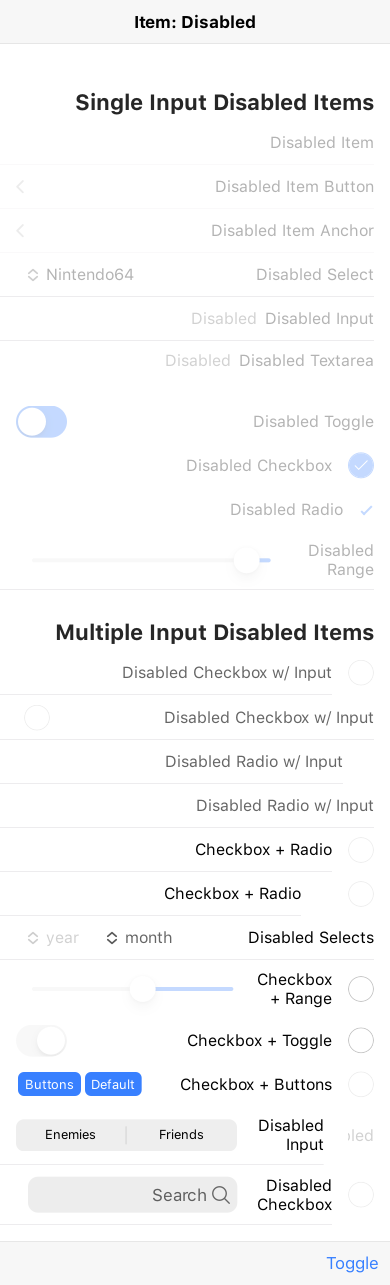 Item: Disabled
Single Input Disabled Items
Disabled Item
Disabled Item Button
Disabled Item Anchor
Disabled Select Nintendo64
Disabled Input Disabled
Disabled Textarea Disabled
Disabled Toggle
Disabled Checkbox
Disabled Radio
Disabled
Range
Multiple Input Disabled Items
Disabled Checkbox w/ Input
Disabled Checkbox w/ Input
Disabled Radio w/ Input
Disabled Radio w/ Input
Checkbox + Radio
Checkbox + Radio
Disabled Selects month year
Checkbox
+ Range
Checkbox + Toggle
Checkbox + Buttons Default Buttons
Disabled
Input
Friends Enemies
Disabled
Checkbox
Search
Toggle